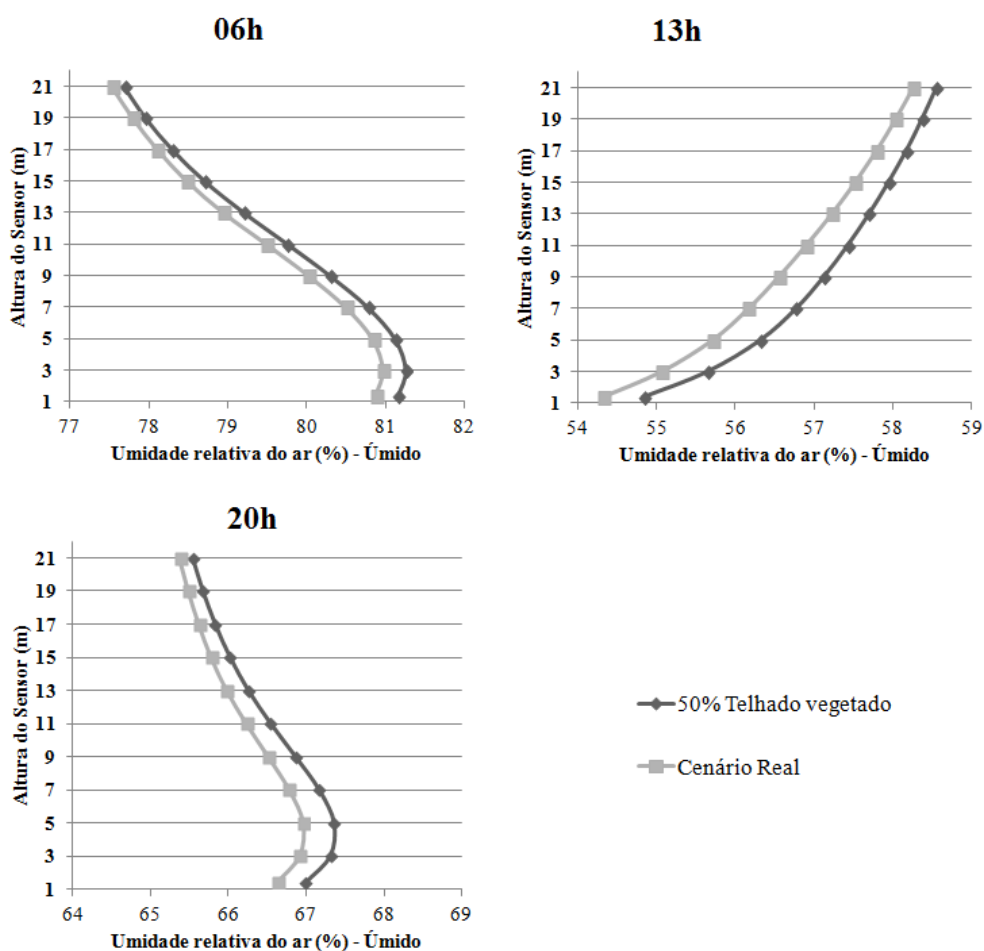 06h
Altura do Sensor (m)
21
19
17
15
13
11
9
7
5
3
1
77 78 79 80 81 82
Umidade relativa do ar (%) - Úmido
13h
Altura do Sensor (m)
21
19
17
15
13
11
9
7
5
3
1
54 55 56 57 58 59
Umidade relativa do ar (%) - Úmido
20h
Altura do Sensor (m)
21
19
17
15
13
11
9
7
5
3
1
64 65 66 67 68 69
Umidade relativa do ar (%) - Úmido
50% Telhado vegetado
Cenário Real